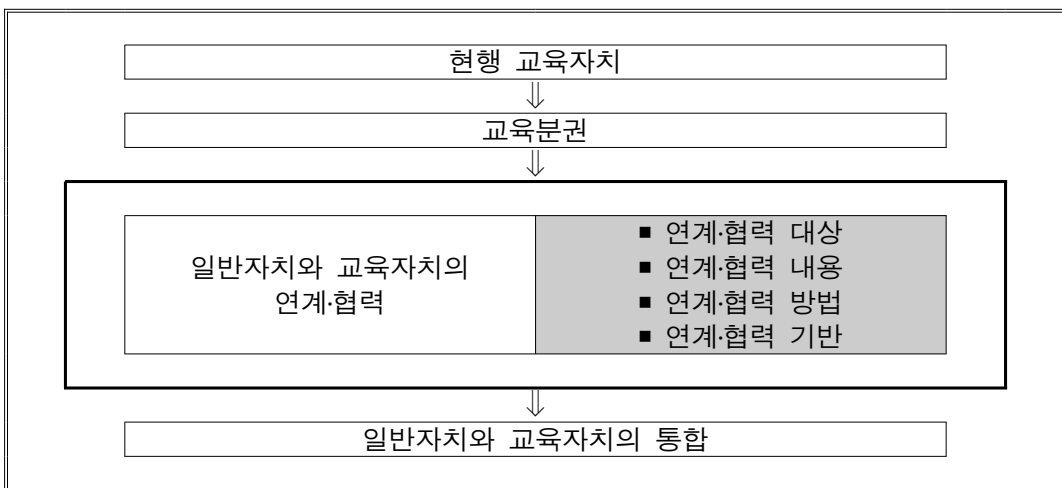 현행 교육자치
⇓
교육분권
⇓
일반자치와 교육자치의
연계·협력
■ 연계·협력 대상
■ 연계·협력 내용
■ 연계·협력 방법
■ 연계·협력 기반
⇓
일반자치와 교육자치의 통합